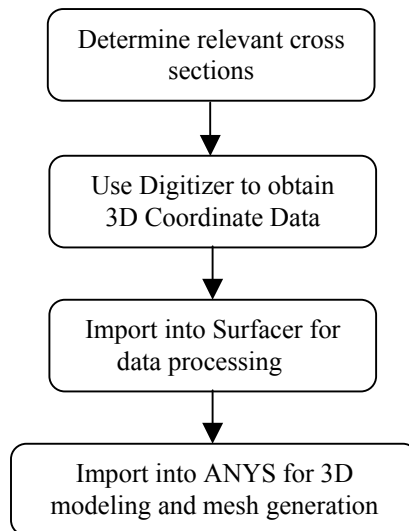 Determine relevant cross
sections
Use Digitizer to obtain
3D Coordinate Data
Import into Surfacer for
data processing
Import into ANYS for 3D
modeling and mesh generation